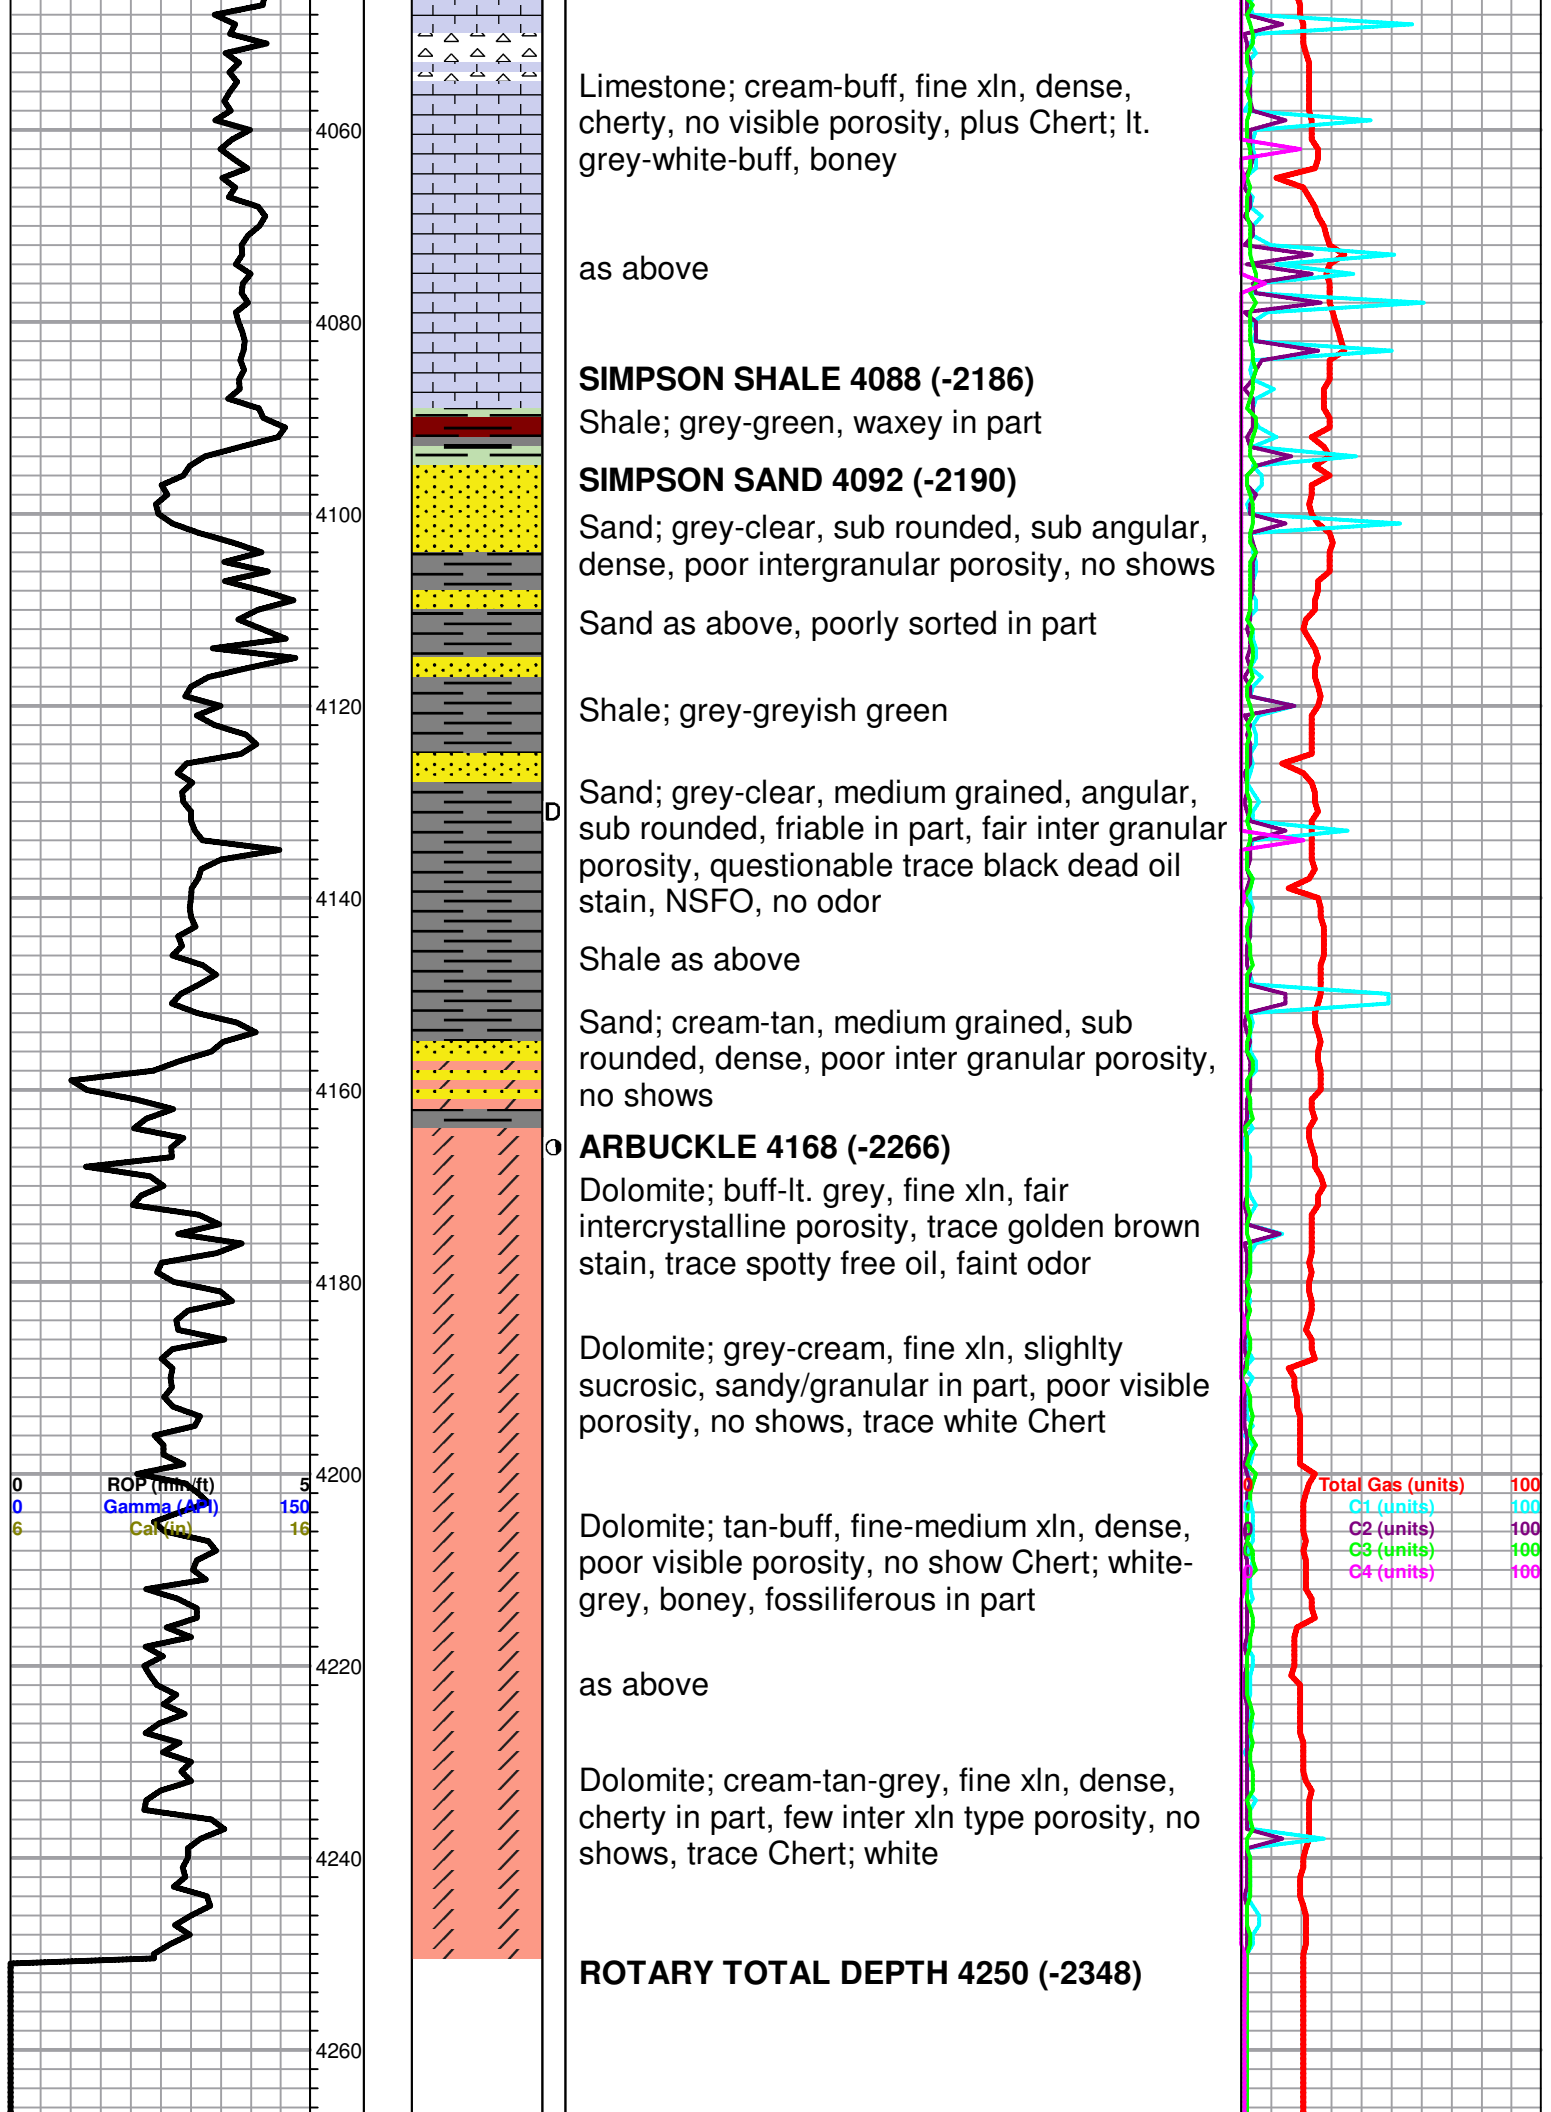 Limestone; cream-buff, fine xln, dense,
cherty, no visible porosity, plus Chert; lt.
grey-white-buff, boney
4060
as above
4080
SIMPSON SHALE 4088 (-2186)
Shale; grey-green, waxey in part
SIMPSON SAND 4092 (-2190)
4100
Sand; grey-clear, sub rounded, sub angular,
dense, poor intergranular porosity, no shows
Sand as above, poorly sorted in part
4120
Shale; grey-greyish green
Sand; grey-clear, medium grained, angular,
D
sub rounded, friable in part, fair inter granular
porosity, questionable trace black dead oil
stain, NSFO, no odor
4140
Shale as above
Sand; cream-tan, medium grained, sub
rounded, dense, poor inter granular porosity,
no shows
4160
ARBUCKLE 4168 (-2266)
Dolomite; buff-lt. grey, fine xln, fair
intercrystalline porosity, trace golden brown
stain, trace spotty free oil, faint odor
4180
Dolomite; grey-cream, fine xln, slighlty
sucrosic, sandy/granular in part, poor visible
porosity, no shows, trace white Chert
4200
0 ROP (min/ft) 5
0 Gamma (API) 150
6 Cal (in) 16
0 Total Gas (units) 100
C1 (units) 100
0 C2 (units) 100
C3 (units) 100
C4 (units) 100
Dolomite; tan-buff, fine-medium xln, dense,
poor visible porosity, no show Chert; white-
grey, boney, fossiliferous in part
4220
as above
Dolomite; cream-tan-grey, fine xln, dense,
cherty in part, few inter xln type porosity, no
shows, trace Chert; white
4240
ROTARY TOTAL DEPTH 4250 (-2348)
4260